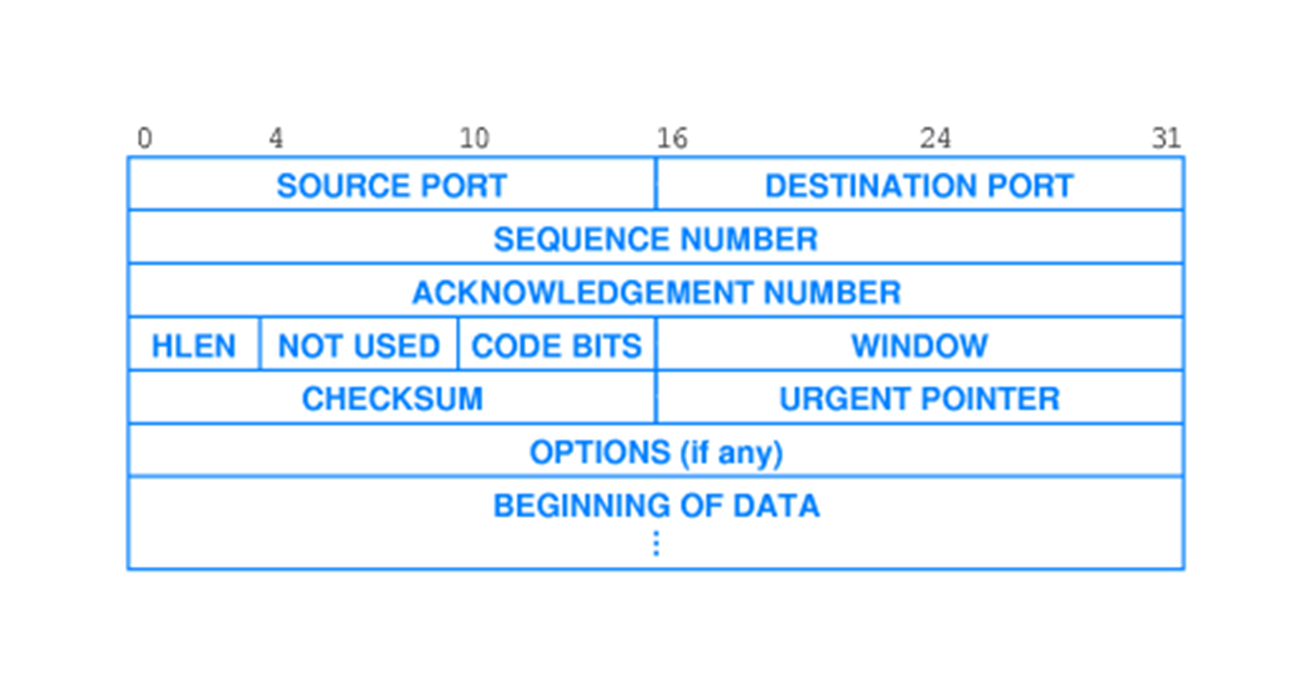 0 4 10 16 24 31
SOURCE PORT DESTINATION PORT
SEQUENCE NUMBER
ACKNOWLEDGEMENT NUMBER
HLEN NOT USED CODE BITS WINDOW
CHECKSUM URGENT POINTER
OPTIONS (if any)
BEGINNING OF DATA
⋮